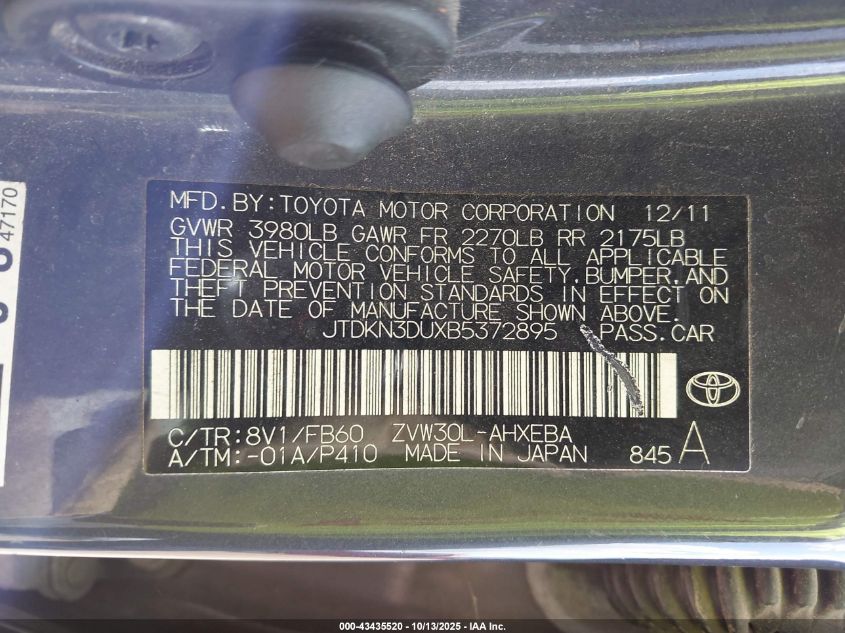 47170
MFD.BY:TOYOTA MOTOR CORPORATION 12/11
GVWR 3980LB GAWR FR 2270LB RR 2175LB
THIS VEHICLE CONFORMS TO ALL APPLICABLE
FEDERAL MOTOR VEHICLE SAFETY,BUMPER,AND
THEFT PREVENTION STANDARDS IN EFFECT ON
THE DATE OF MANUFACTURE SHOWN ABOVE.
JTDKN3DUXB5372895 PASS.CAR
C/TR:8V1/FB60 ZVW30L-AHXEBA
A/TM:-01A/P410 MADE IN JAPAN 845 A
000-43435520 - 10/13/2025 - IAA Inc.